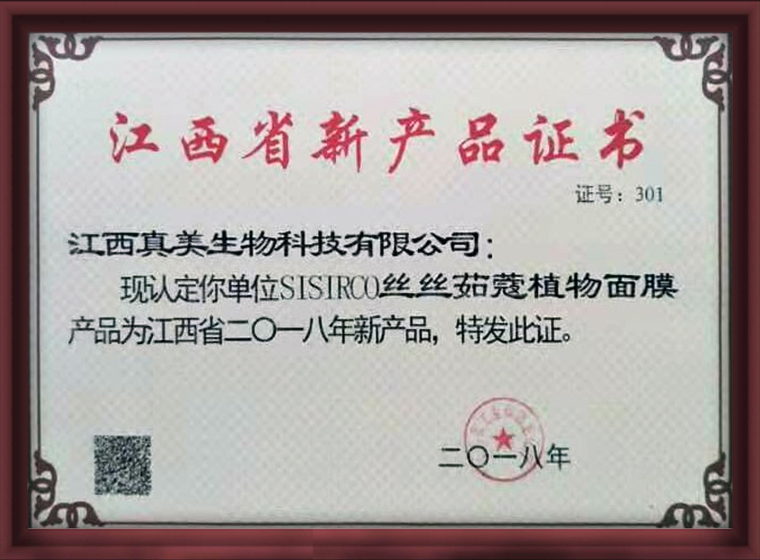 江西省新产品证书
证号：301
江西真美生物科技有限公司：
现认定你单位SISIRCO丝丝茹蔻植物面膜
产品为江西省二〇一八年新产品，特发此证。
二〇一八年